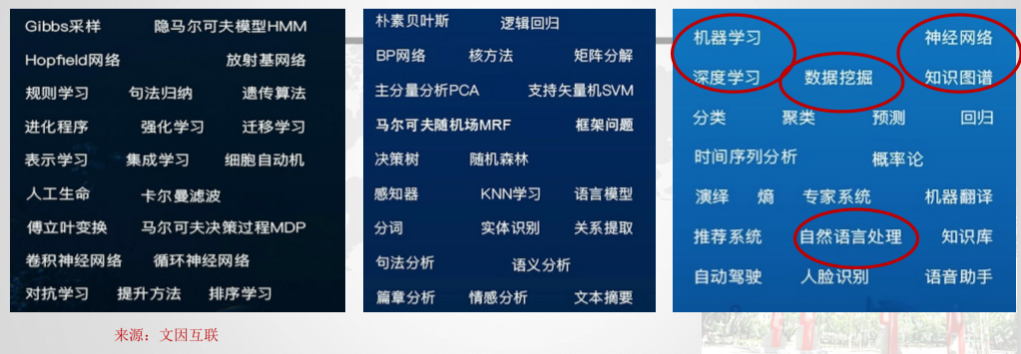 Gibbs采样 隐马尔可夫模型HMM
Hopfield网络 放射基网络
规则学习 句法归纳 遗传算法
进化程序 强化学习 迁移学习
表示学习 集成学习 细胞自动机
人工生命 卡尔曼滤波
傅立叶变换 马尔可夫决策过程MDP
卷积神经网络 循环神经网络
对抗学习 提升方法 排序学习
朴素贝叶斯 逻辑回归
BP网络 核方法 矩阵分解
主分量分析PCA 支持矢量机SVM
马尔可夫随机场MRF 框架问题
决策树 随机森林
感知器 KNN学习 语言模型
分词 实体识别 关系提取
句法分析 语义分析
篇章分析 情感分析 文本摘要
机器学习 神经网络
深度学习 数据挖掘 知识图谱
分类 聚类 预测 回归
时间序列分析 概率论
演绎 熵 专家系统 机器翻译
推荐系统 自然语言处理 知识库
自动驾驶 人脸识别 语音助手
来源：文因互联